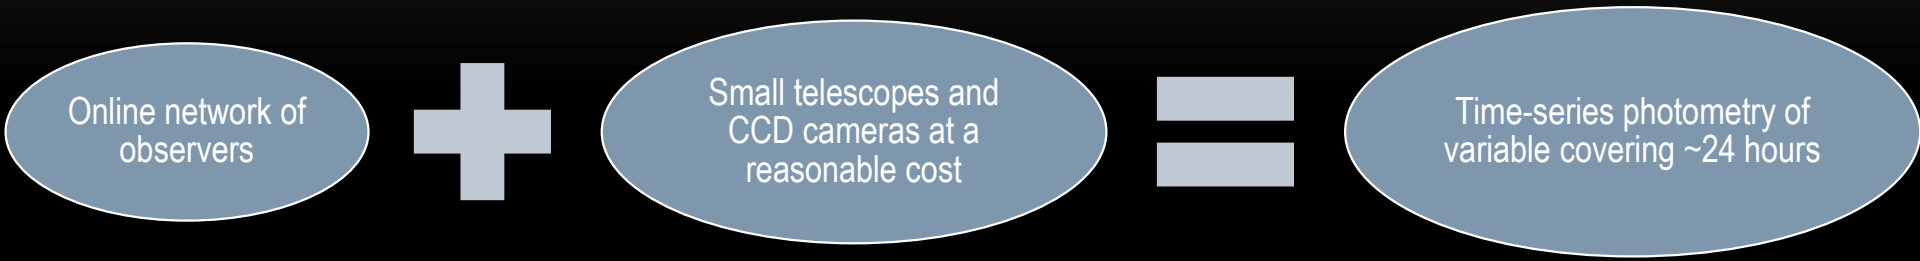 Online network of
observers
Small telescopes and
CCD cameras at a
reasonable cost
Time-series photometry of
variable covering ~24 hours